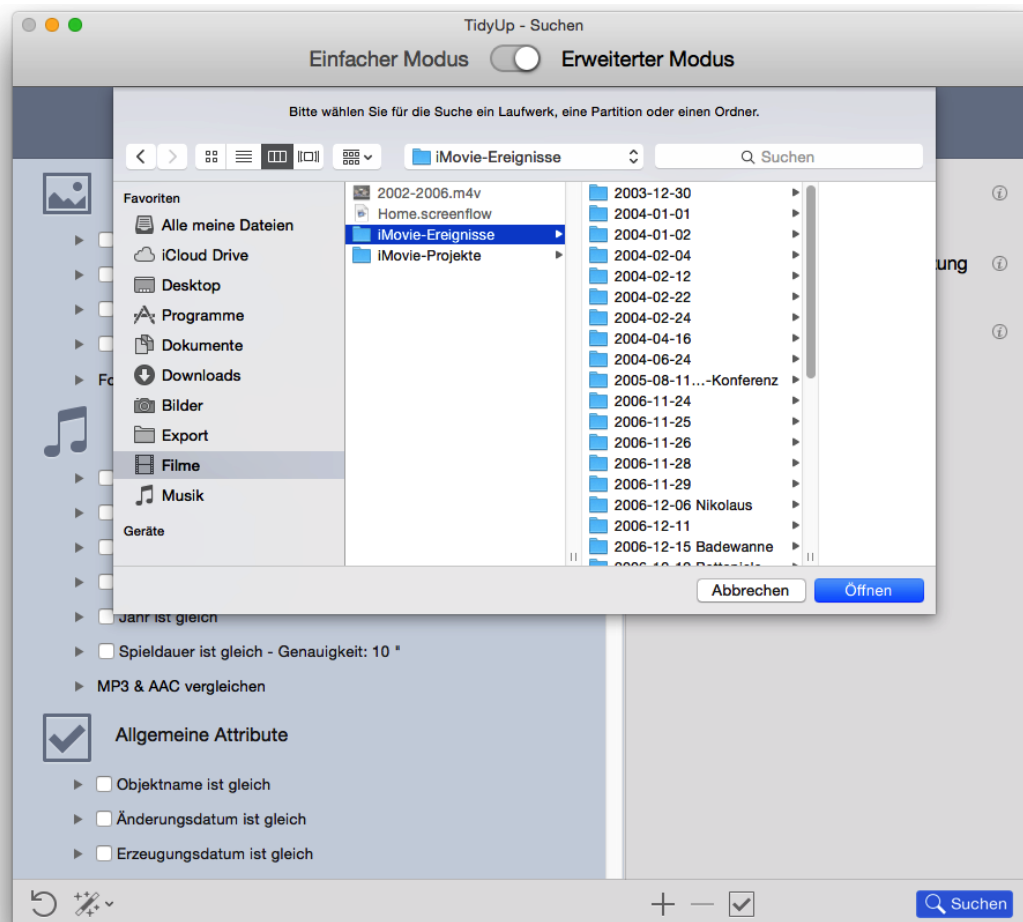 TidyUp - Suchen
Einfacher Modus Erweiterter Modus
Bitte wählen Sie für die Suche ein Laufwerk, eine Partition oder einen Ordner.
iMovie-Ereignisse
Suchen
Favoriten
Alle meine Dateien
iCloud Drive
Desktop
Programme
Dokumente
Downloads
Bilder
Export
Filme
Musik
Geräte
2002-2006.m4v
Home.screenflow
iMovie-Ereignisse
iMovie-Projekte
2003-12-30
2004-01-01
2004-01-02
2004-02-04
2004-02-12
2004-02-22
2004-02-24
2004-04-16
2004-06-24
2005-08-11...-Konferenz
2006-11-24
2006-11-25
2006-11-26
2006-11-28
2006-11-29
2006-12-06 Nikolaus
2006-12-11
2006-12-15 Badewanne
Abbrechen
Öffnen
Jahr ist gleich
Spieldauer ist gleich - Genauigkeit: 10 "
MP3 & AAC vergleichen
Allgemeine Attribute
Objektname ist gleich
Änderungsdatum ist gleich
Erzeugungsdatum ist gleich
Suchen